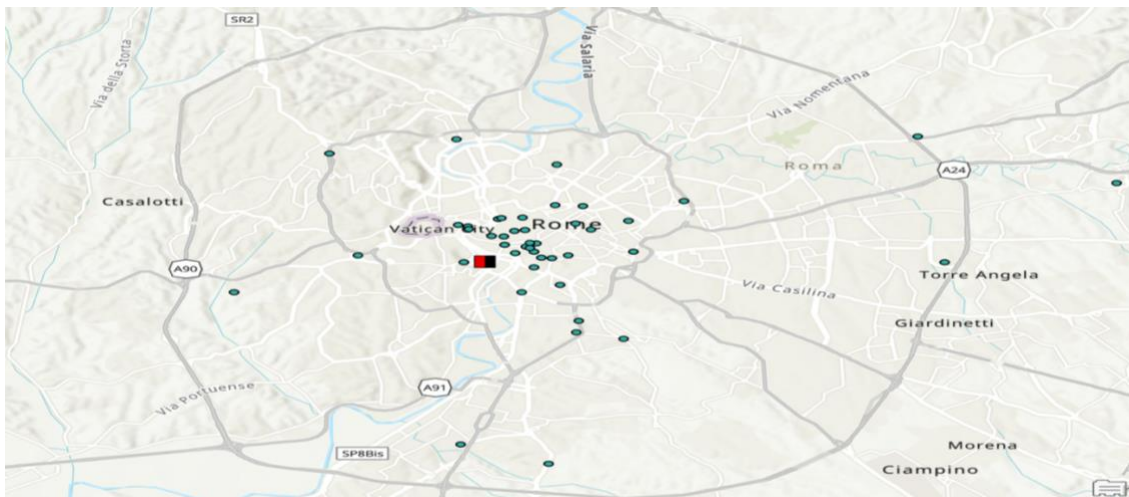 SR2
Via della Storta
Via Salaria
Via Nomentana
Roma
A24
Casalotti
Vatican City
Rome
A90
Torre Angela
Via Casilina
Giardinetti
A91
Via Portuense
SP8Bis
Morena
Ciampino